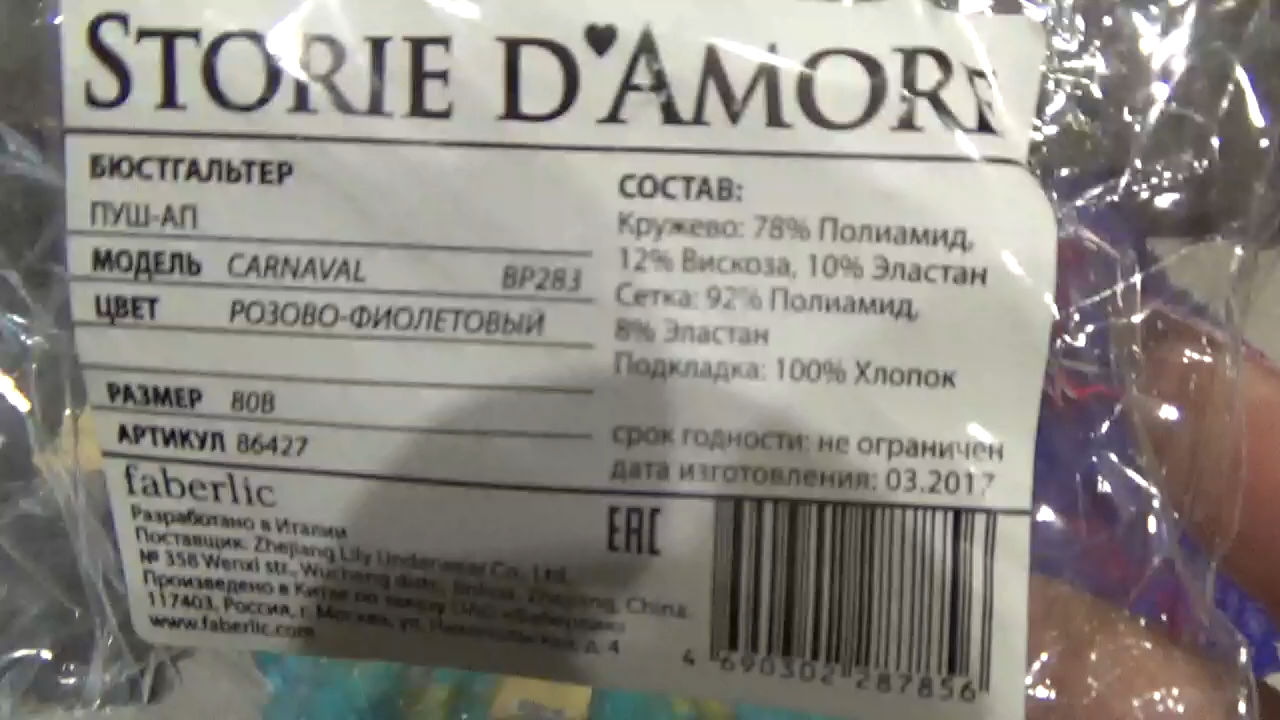 STORIE D'AMORE
БЮСТГАЛЬТЕР
ПУШ-АП
МОДЕЛЬ CARNAVAL BP283
ЦВЕТ РОЗОВО-ФИОЛЕТОВЫЙ
РАЗМЕР 80B
АРТИКУЛ 86427
СОСТАВ:
Кружево: 78% Полиамид,
12% Вискоза, 10% Эластан
Сетка: 92% Полиамид,
8% Эластан
Подкладка: 100% Хлопок
срок годности: не ограничен
дата изготовления: 03.2017
faberlic
Разработано в Италии
Поставщик: Zhejiang Lily Underwear Co., Ltd.
№ 358 Wenxi str., Wucheng distr., Jinhua, Zhejiang, China.
Произведено в Китае по заказу ОАО «Фаберлик»
117403, Россия, г. Москва, ул. Никопольская, д. 4
www.faberlic.com
EAC
4 690302 287856